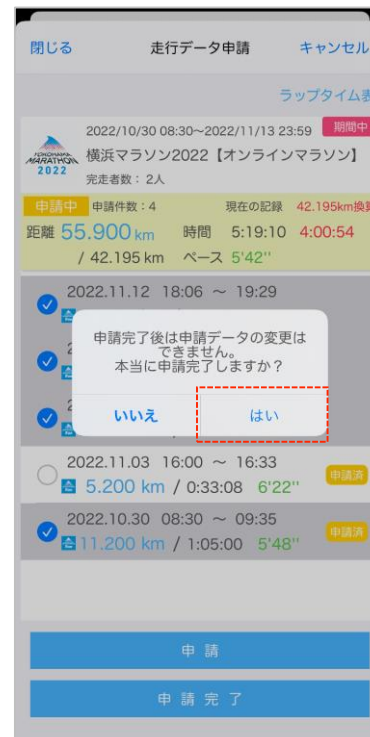 閉じる 走行データ申請 キャンセル
ラップタイム表
2022/10/30 08:30~2022/11/13 23:59 期間中
YOKOHAMA MARATHON 2022
横浜マラソン2022【オンラインマラソン】
完走者数：2人
申請中 申請件数：4 現在の記録 42.195km換算
距離 55.900 km 時間 5:19:10 4:00:54
/ 42.195 km ペース 5'42''
2022.11.12 18:06 ～ 19:29
申請完了後は申請データの変更は
できません。
本当に申請完了しますか？
いいえ はい
2022.11.03 16:00 ～ 16:33
合 5.200 km / 0:33:08 6'22'' 申請済
2022.10.30 08:30 ～ 09:35
合 11.200 km / 1:05:00 5'48'' 申請済
申 請
申 請 完 了